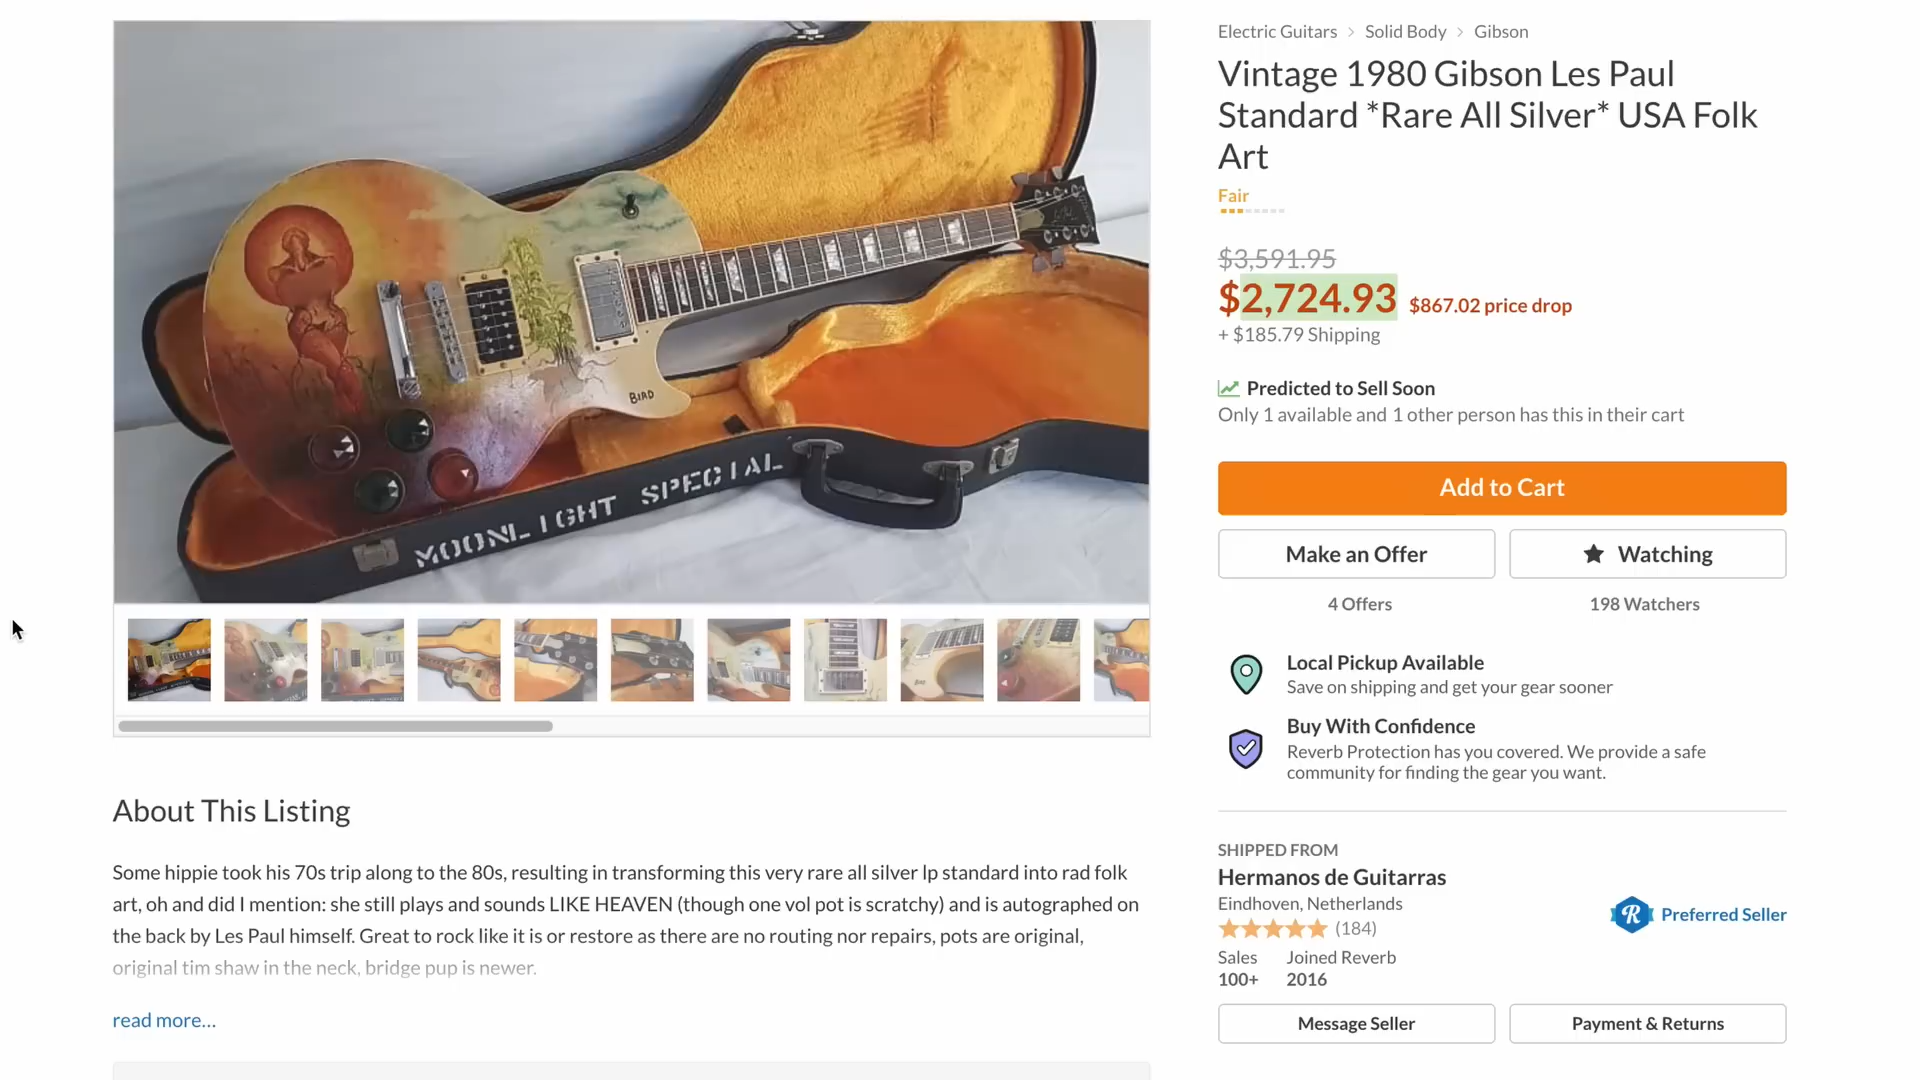 Electric Guitars > Solid Body > Gibson
Vintage 1980 Gibson Les Paul
Standard *Rare All Silver* USA Folk
Art
Fair
$3,591.95
$2,724.93 $867.02 price drop
+ $185.79 Shipping
Predicted to Sell Soon
Only 1 available and 1 other person has this in their cart
Add to Cart
Make an Offer
Watching
4 Offers
198 Watchers
Local Pickup Available
Save on shipping and get your gear sooner
Buy With Confidence
Reverb Protection has you covered. We provide a safe
community for finding the gear you want.
SHIPPED FROM
Hermanos de Guitarras
Eindhoven, Netherlands
(184)
Preferred Seller
Sales
Joined Reverb
100+
2016
Message Seller
Payment & Returns
BIRD
MOONLIGHT SPECIAL
About This Listing
Some hippie took his 70s trip along to the 80s, resulting in transforming this very rare all silver lp standard into rad folk
art, oh and did I mention: she still plays and sounds LIKE HEAVEN (though one vol pot is scratchy) and is autographed on
the back by Les Paul himself. Great to rock like it is or restore as there are no routing nor repairs, pots are original,
original tim shaw in the neck, bridge pup is newer.
read more...